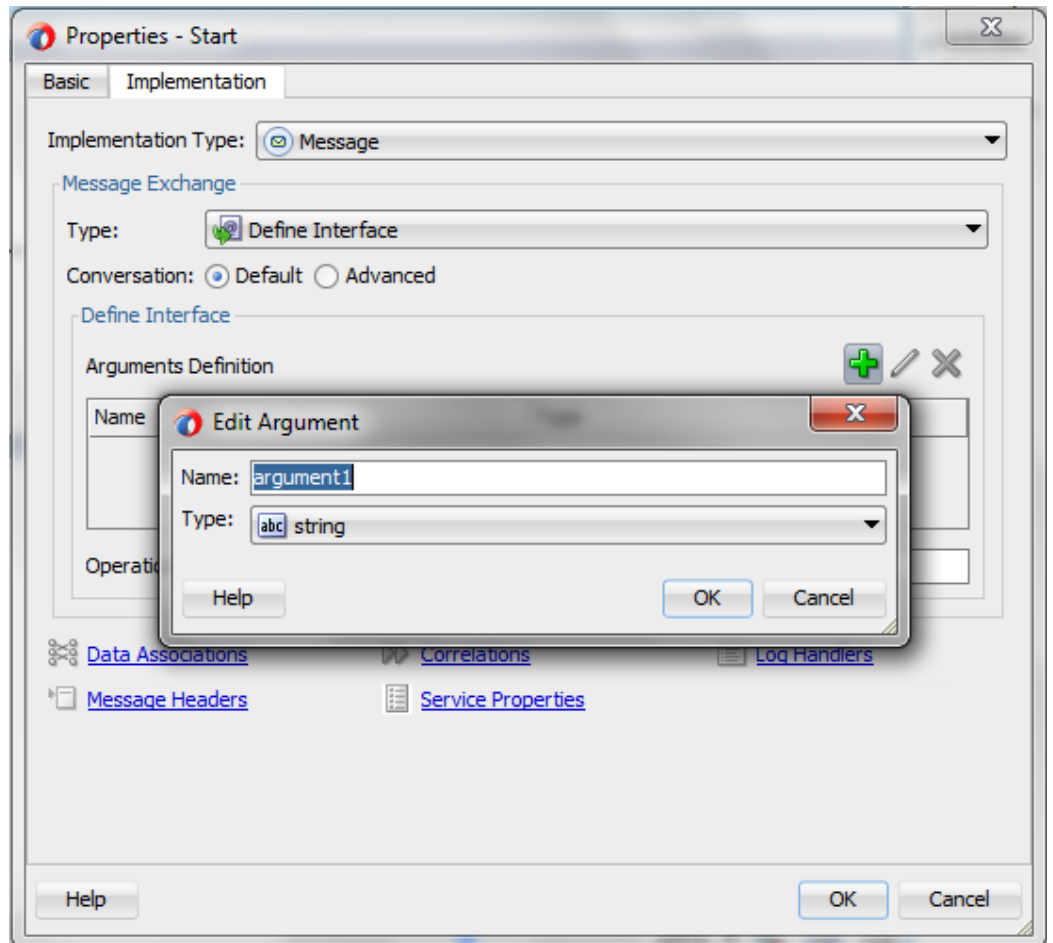 Properties - Start
Basic Implementation
Implementation Type: Message
Message Exchange
Type: Define Interface
Conversation: Default Advanced
Define Interface
Arguments Definition
Name
Edit Argument
Name: argument1
Type: abc string
Help OK Cancel
Data Associations Correlations Log Handlers
Message Headers Service Properties
Help OK Cancel